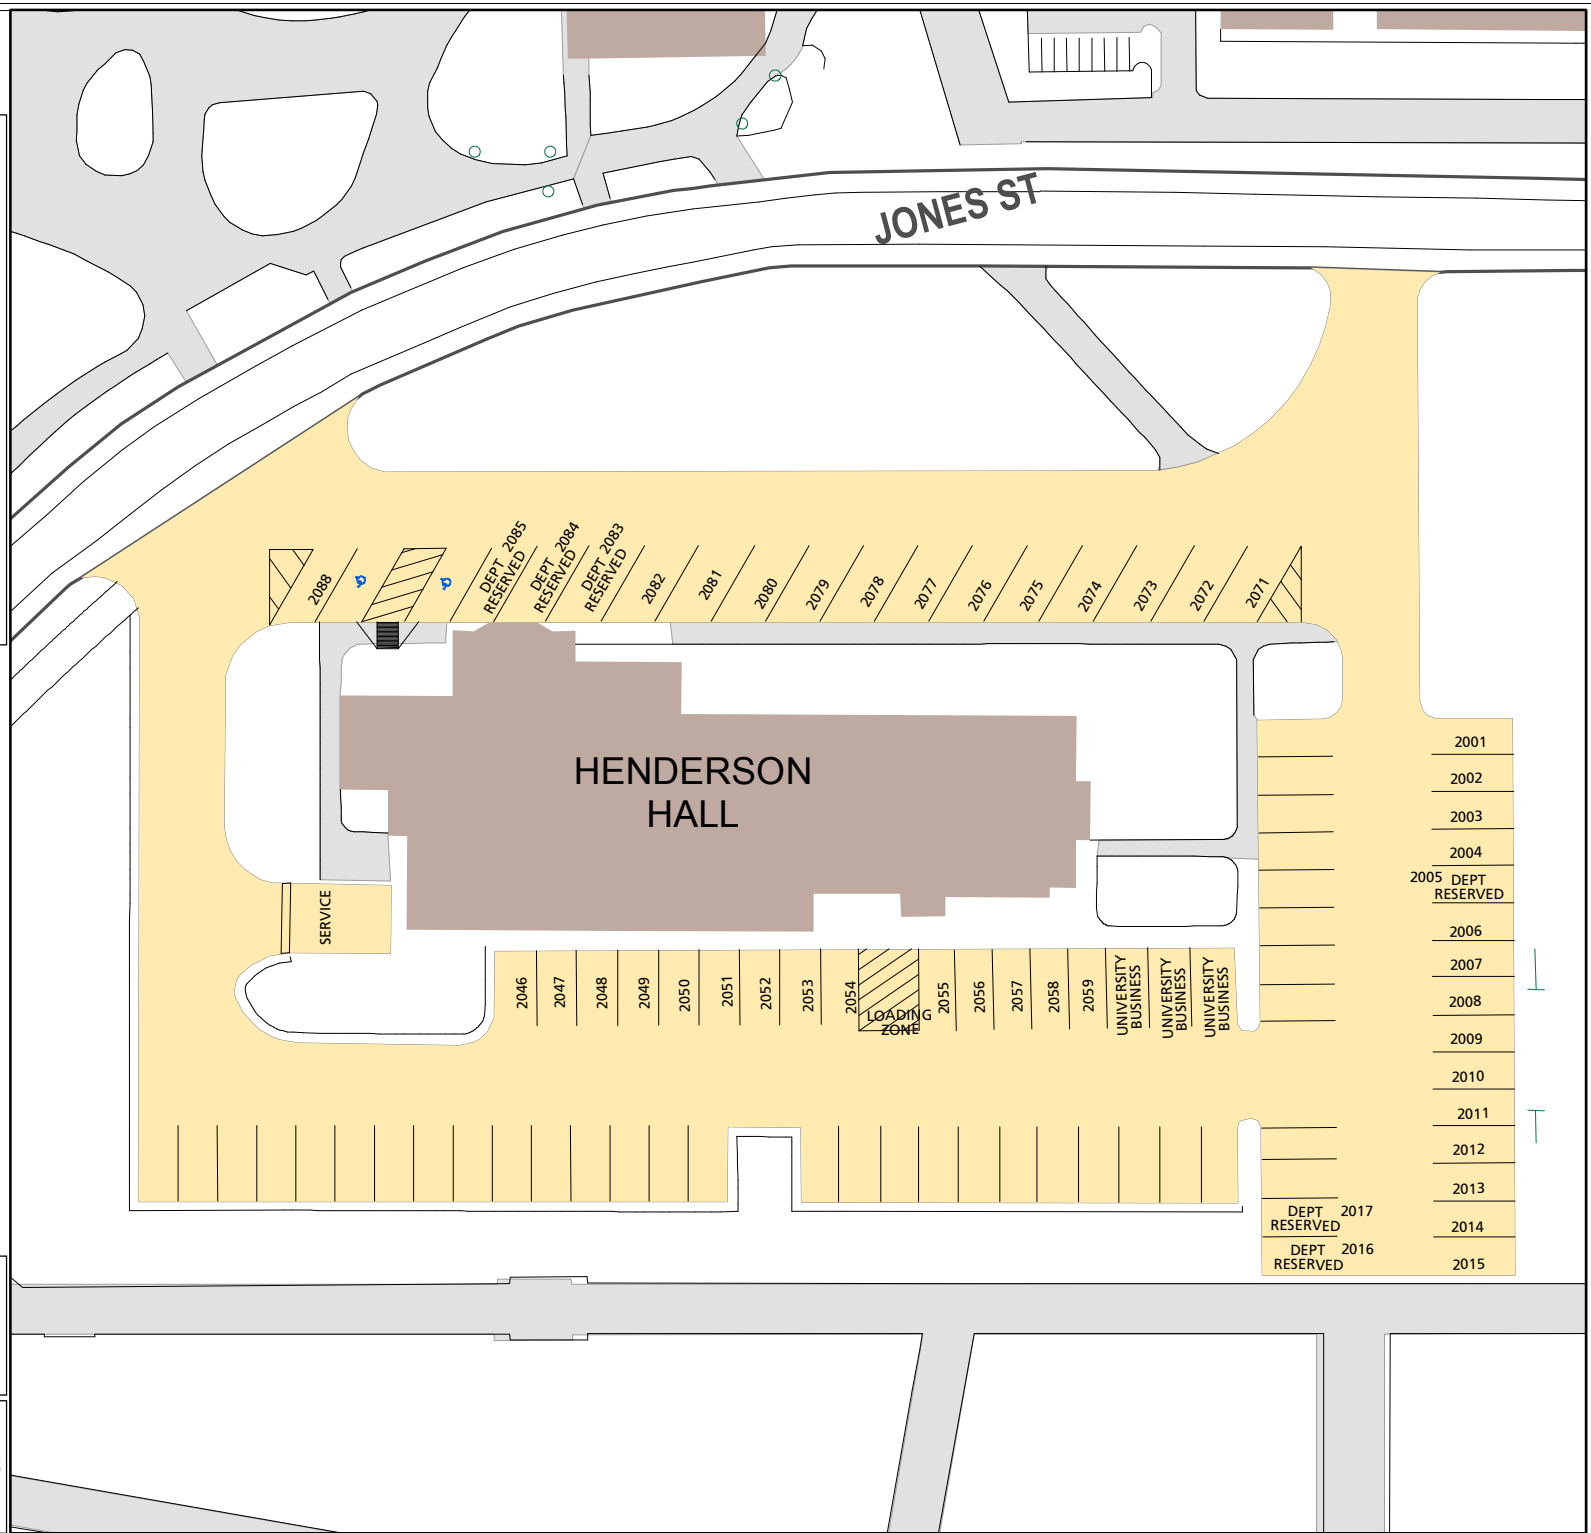 JONES ST
2088
DEPT 2085
RESERVED
DEPT 2084
RESERVED
DEPT 2083
RESERVED
2082
2081
2080
2079
2078
2077
2076
2075
2074
2073
2072
2071
HENDERSON
HALL
2001
2002
2003
2004
2005 DEPT
RESERVED
2006
2007
2008
2009
2010
2011
2012
2013
2014
2015
SERVICE
2046
2047
2048
2049
2050
2051
2052
2053
2054
LOADING
ZONE
2055
2056
2057
2058
2059
UNIVERSITY
BUSINESS
UNIVERSITY
BUSINESS
UNIVERSITY
BUSINESS
DEPT 2017
RESERVED
DEPT 2016
RESERVED